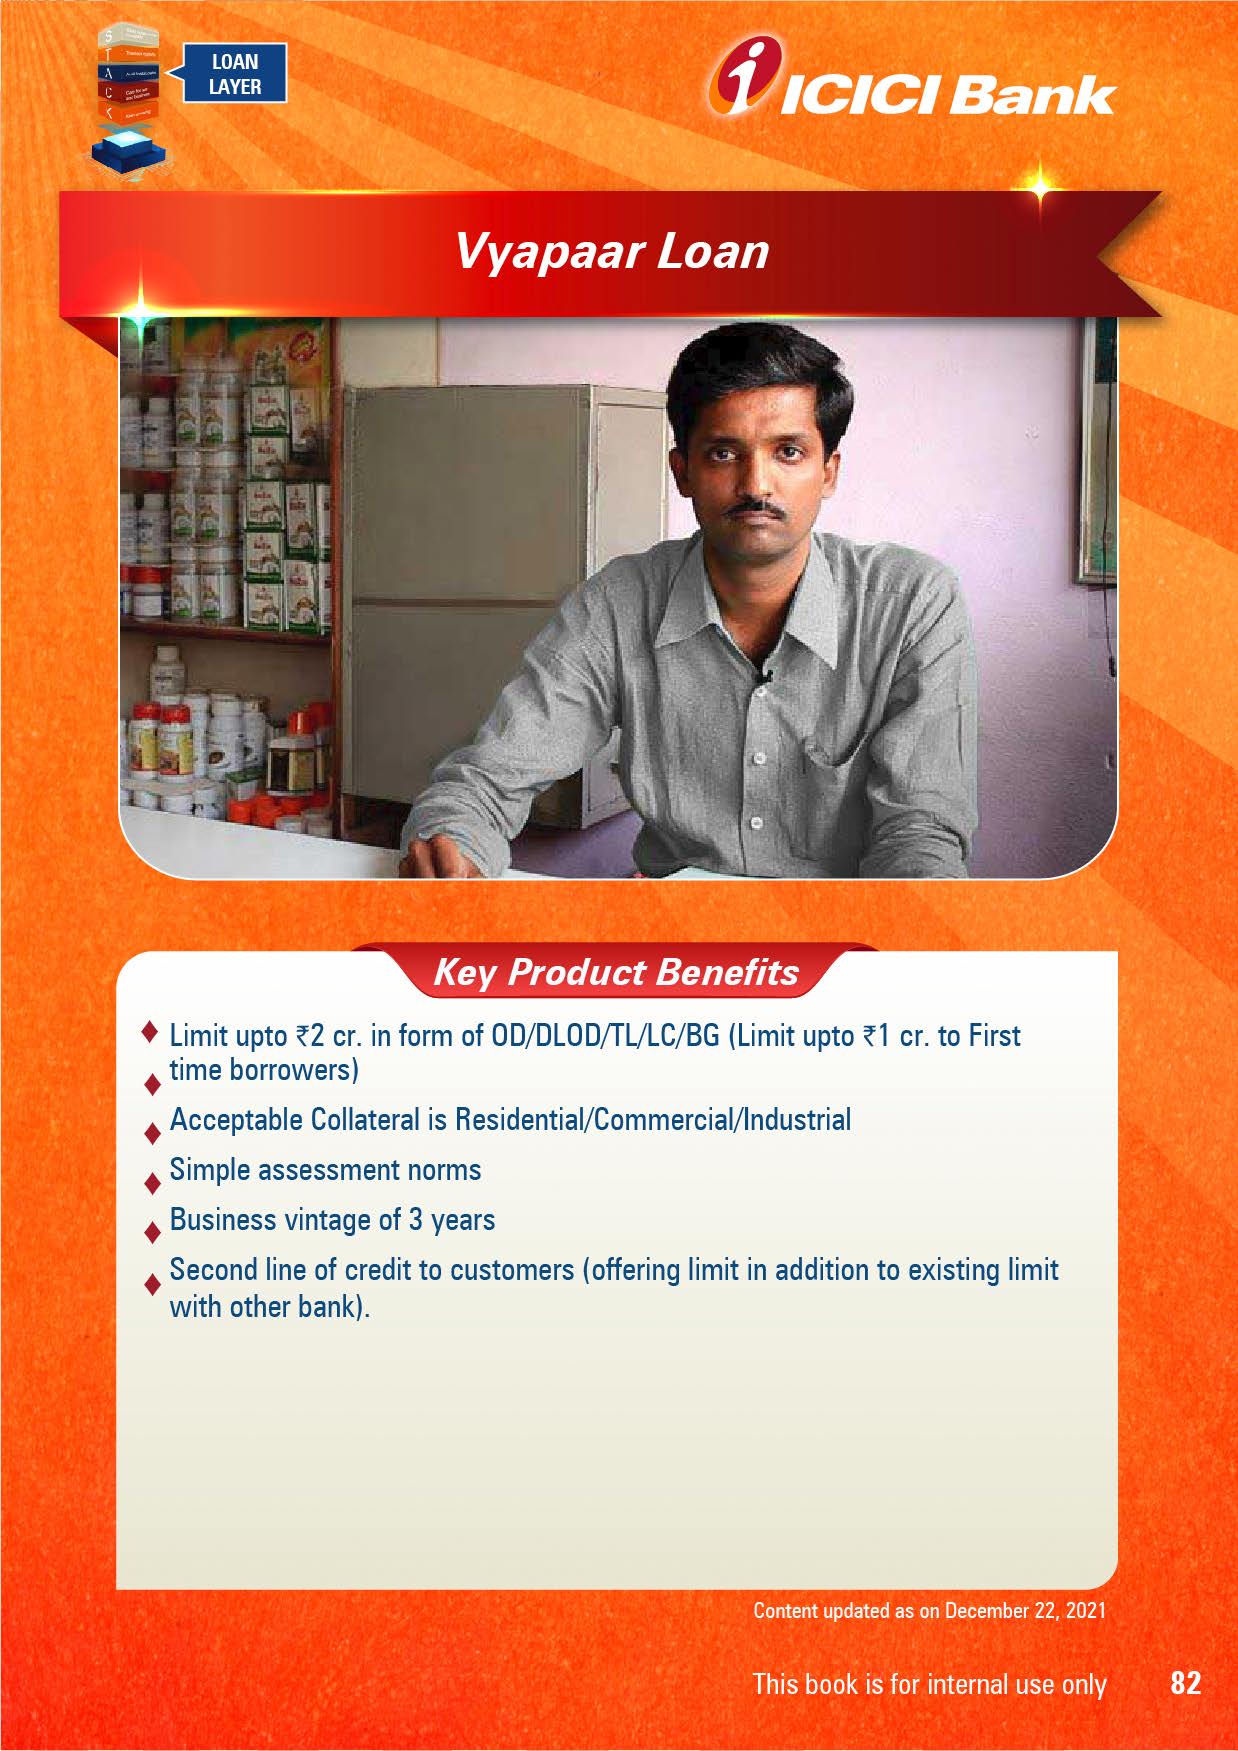 S
T
A
C
K
LOAN
LAYER
ICICI Bank
Vyapaar Loan
Key Product Benefits
♦ Limit upto ₹2 cr. in form of OD/DLOD/TL/LC/BG (Limit upto ₹1 cr. to First
♦ time borrowers)
♦ Acceptable Collateral is Residential/Commercial/Industrial
♦ Simple assessment norms
♦ Business vintage of 3 years
♦ Second line of credit to customers (offering limit in addition to existing limit
with other bank).
Content updated as on December 22, 2021
This book is for internal use only 82